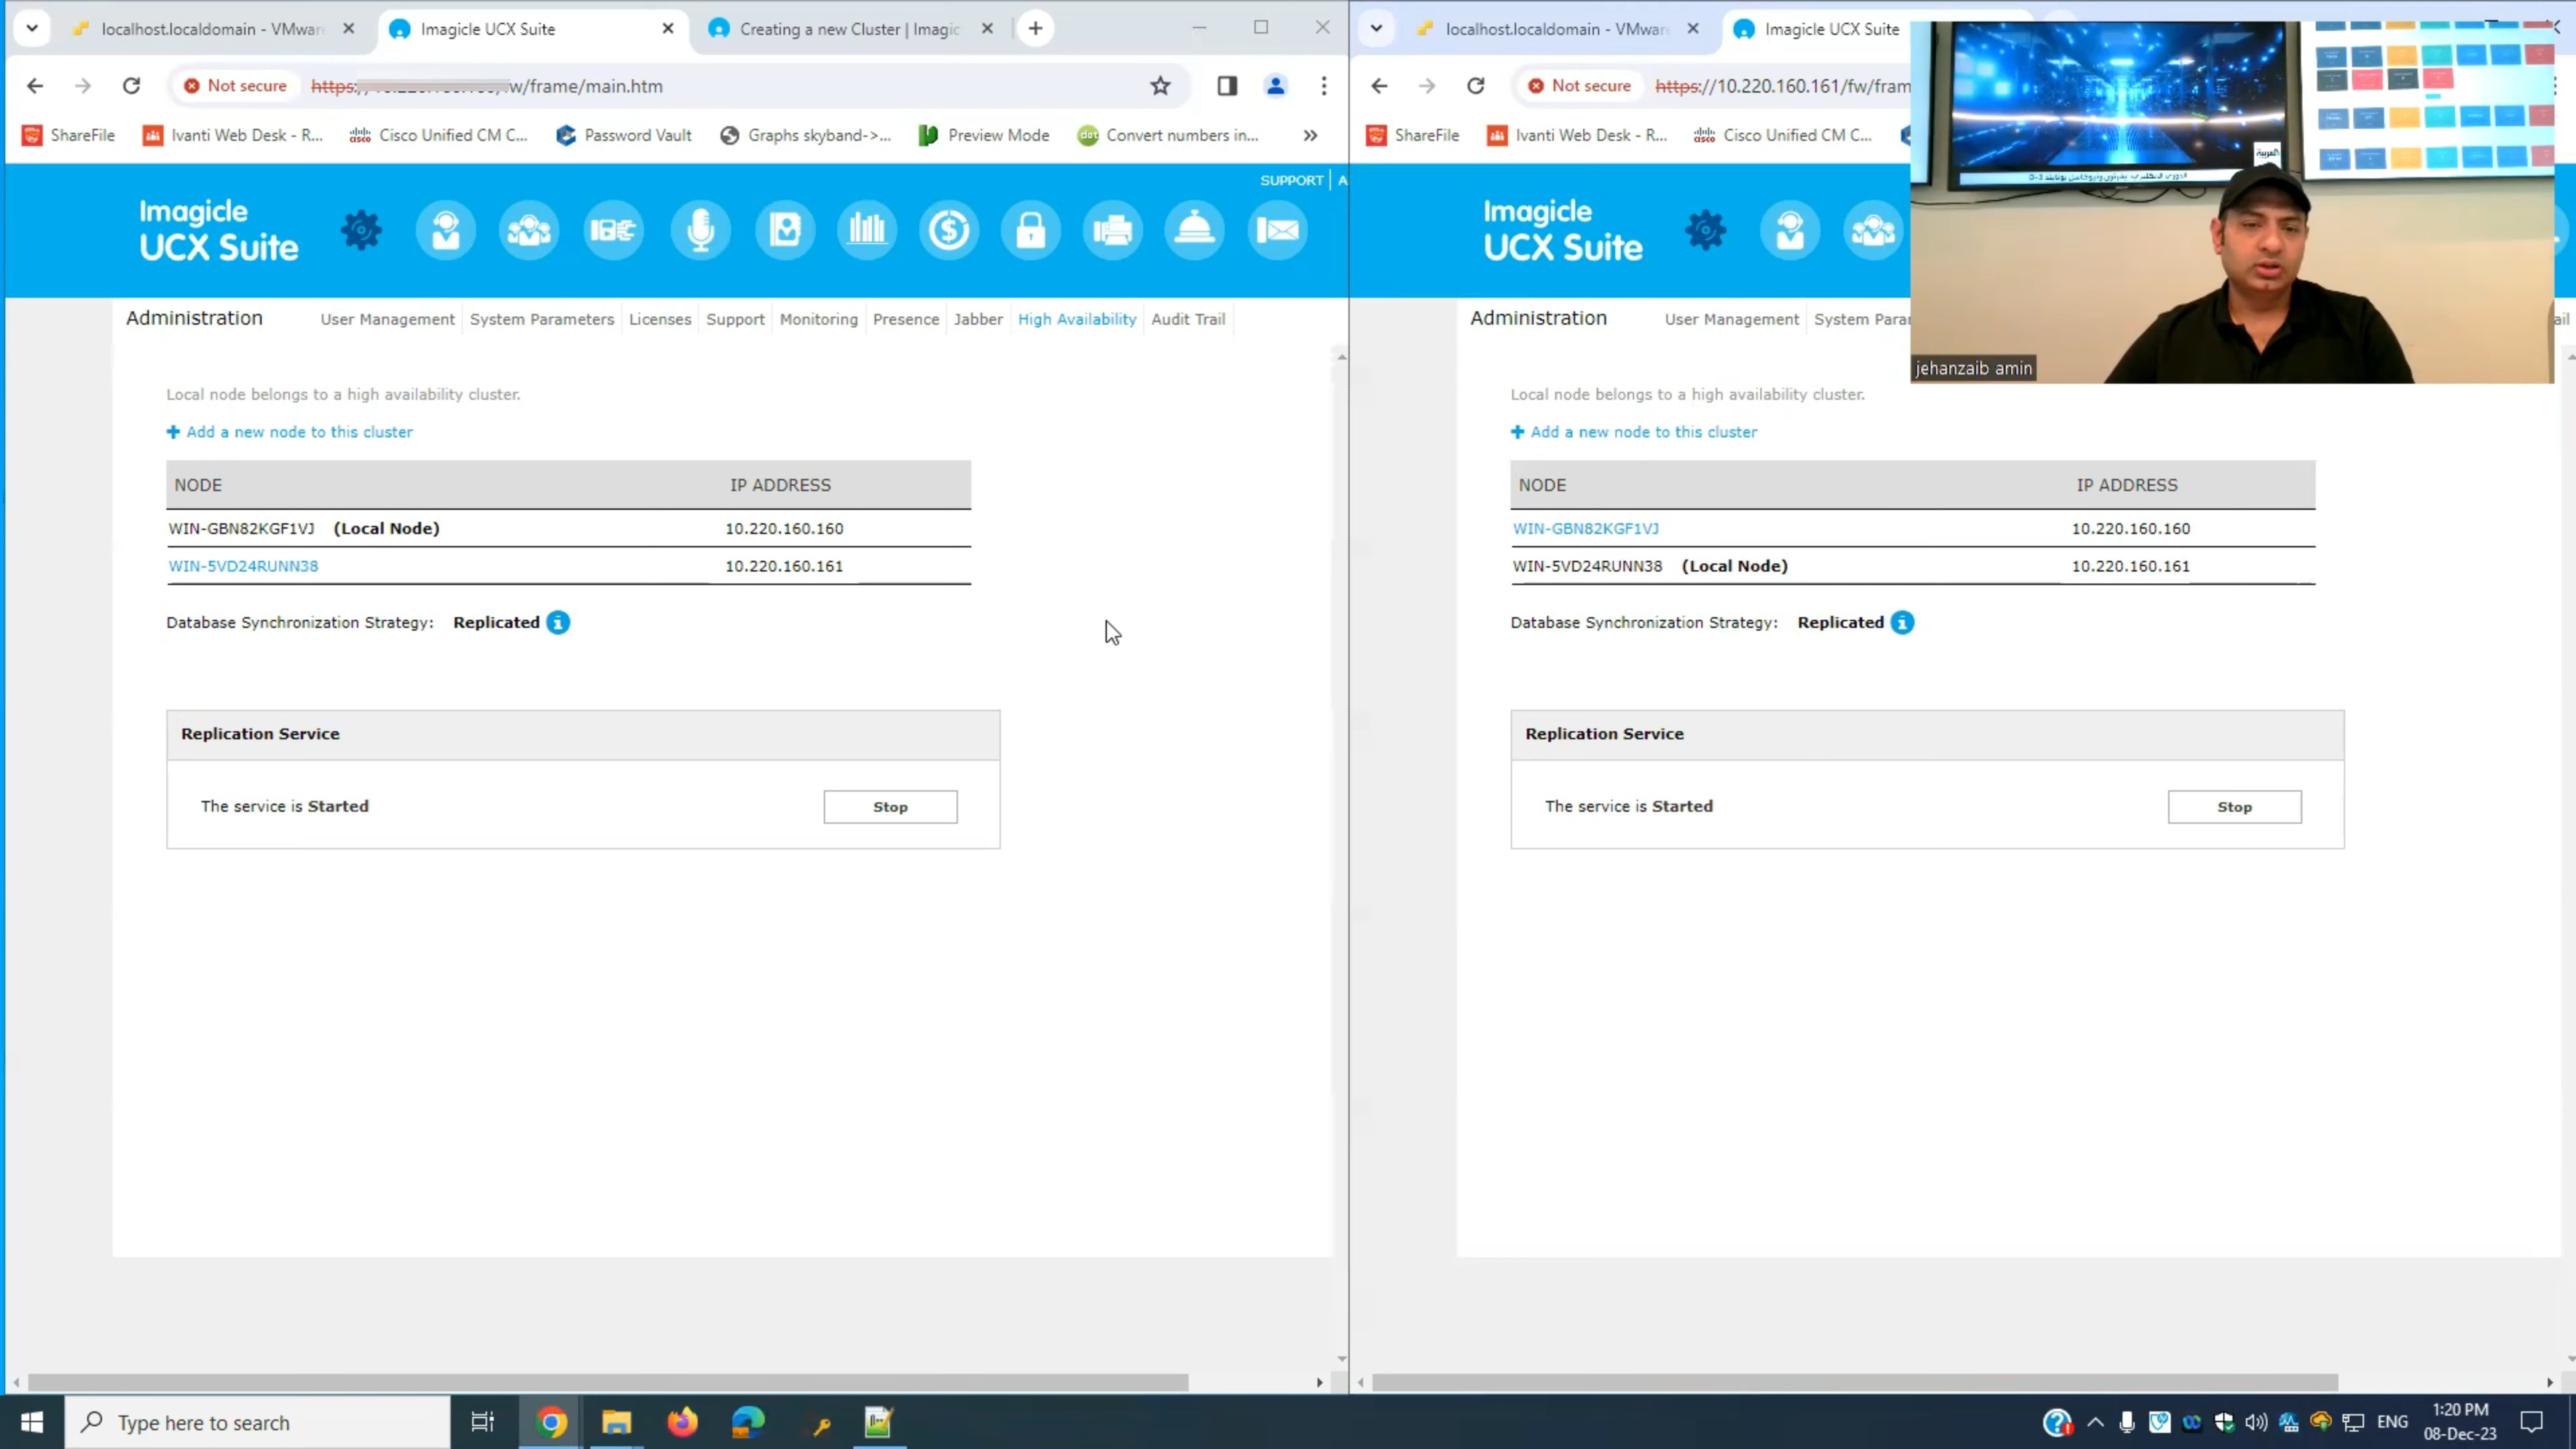 localhost.localdomain - VMwar
Imagicle UCX Suite
Creating a new Cluster | Imagic
Not secure
https://
w/frame/main.htm
ShareFile
Ivanti Web Desk - R...
Cisco Unified CM C...
Password Vault
Graphs skyband->...
Preview Mode
Convert numbers in...
SUPPORT
A
Imagicle
UCX Suite
Administration
User Management
System Parameters
Licenses
Support
Monitoring
Presence
Jabber
High Availability
Audit Trail
Local node belongs to a high availability cluster.
Add a new node to this cluster
NODE IP ADDRESS
WIN-GBN82KGF1VJ (Local Node) 10.220.160.160
WIN-5VD24RUNN38 10.220.160.161
Database Synchronization Strategy: Replicated
Replication Service
The service is Started
Stop
localhost.localdomain - VMwar
Imagicle UCX Suite
Not secure
https://10.220.160.161/fw/fram
ShareFile
Ivanti Web Desk - R...
Cisco Unified CM C...
Imagicle
UCX Suite
العربية
jehanzaib amin
Administration
User Management
System Parar
ail
Local node belongs to a high availability cluster.
Add a new node to this cluster
NODE IP ADDRESS
WIN-GBN82KGF1VJ 10.220.160.160
WIN-5VD24RUNN38 (Local Node) 10.220.160.161
Database Synchronization Strategy: Replicated
Replication Service
The service is Started
Stop
Type here to search
ENG
1:20 PM
08-Dec-23